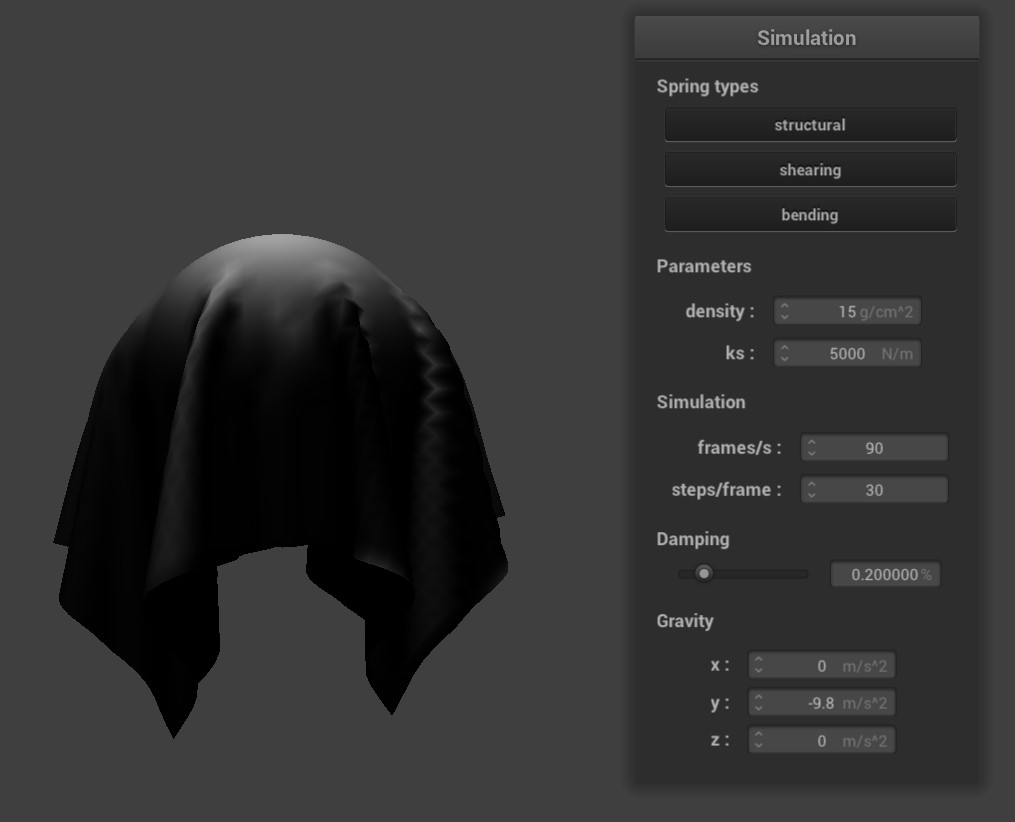 Simulation
Spring types
structural
shearing
bending
Parameters
density : 15 g/cm^2
ks : 5000 N/m
Simulation
frames/s : 90
steps/frame : 30
Damping
0.200000 %
Gravity
x : 0 m/s^2
y : -9.8 m/s^2
z : 0 m/s^2